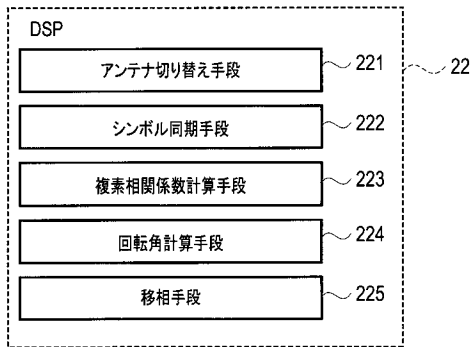 DSP
アンテナ切り替え手段 221
22
シンボル同期手段 222
複素相関係数計算手段 223
回転角計算手段 224
移相手段 225